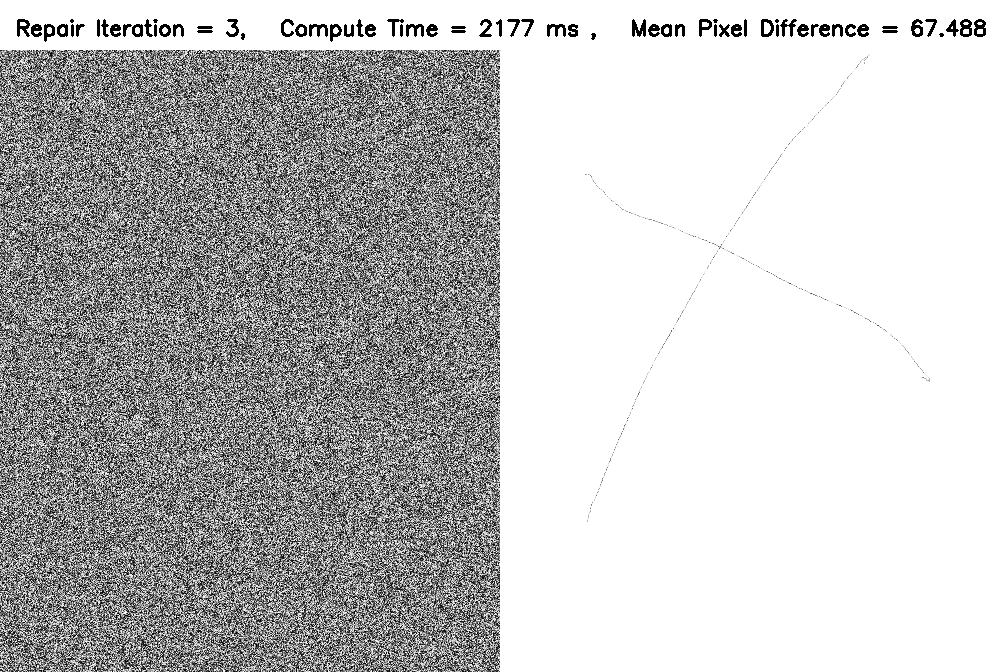 Repair Iteration = 3,   Compute Time = 2177 ms ,   Mean Pixel Difference = 67.488